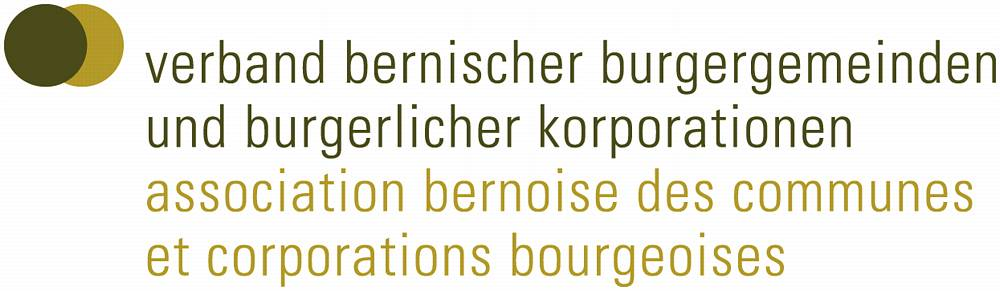 verband bernischer burgergemeinden
und burgerlicher korporationen
association bernoise des communes
et corporations bourgeoises